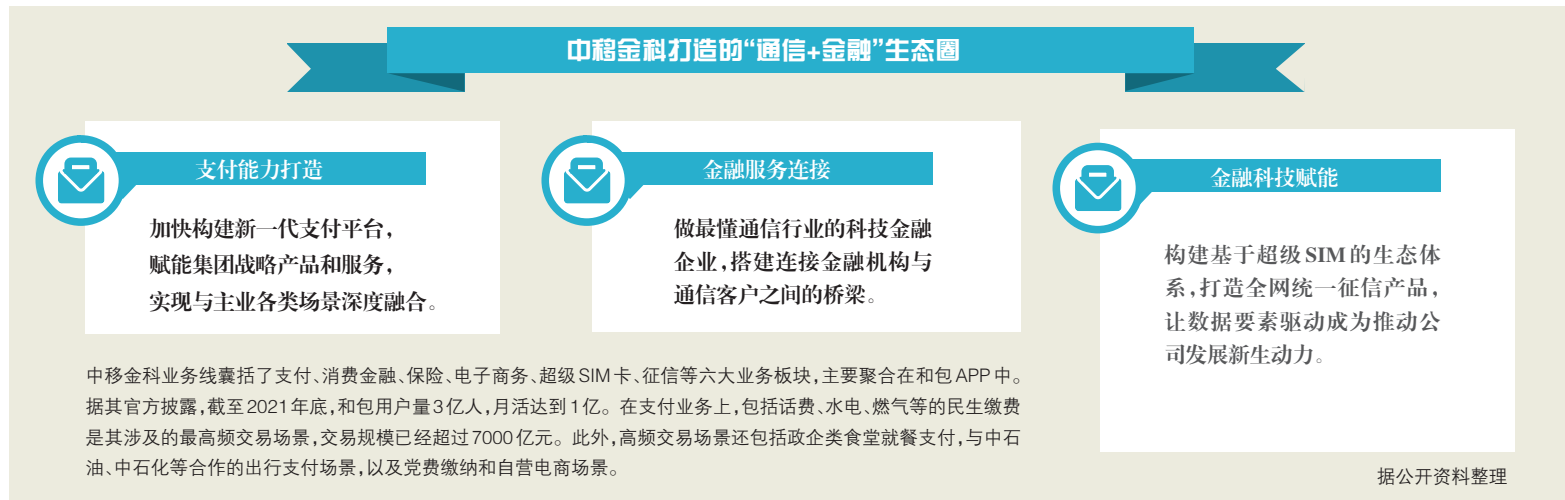 中移金科打造的“通信+金融”生态圈
支付能力打造
加快构建新一代支付平台，
赋能集团战略产品和服务，
实现与主业各类场景深度融合。
金融服务连接
做最懂通信行业的科技金融
企业，搭建连接金融机构与
通信客户之间的桥梁。
金融科技赋能
构建基于超级SIM的生态体
系，打造全网统一征信产品，
让数据要素驱动成为推动公
司发展新生动力。
中移金科业务线囊括了支付、消费金融、保险、电子商务、超级SIM卡、征信等六大业务板块，主要聚合在和包APP中。
据其官方披露，截至2021年底，和包用户量3亿人，月活达到1亿。在支付业务上，包括话费、水电、燃气等的民生缴费
是其涉及的最高频交易场景，交易规模已经超过7000亿元。此外，高频交易场景还包括政企类食堂就餐支付，与中石
油、中石化等合作的出行支付场景，以及党费缴纳和自营电商场景。
据公开资料整理